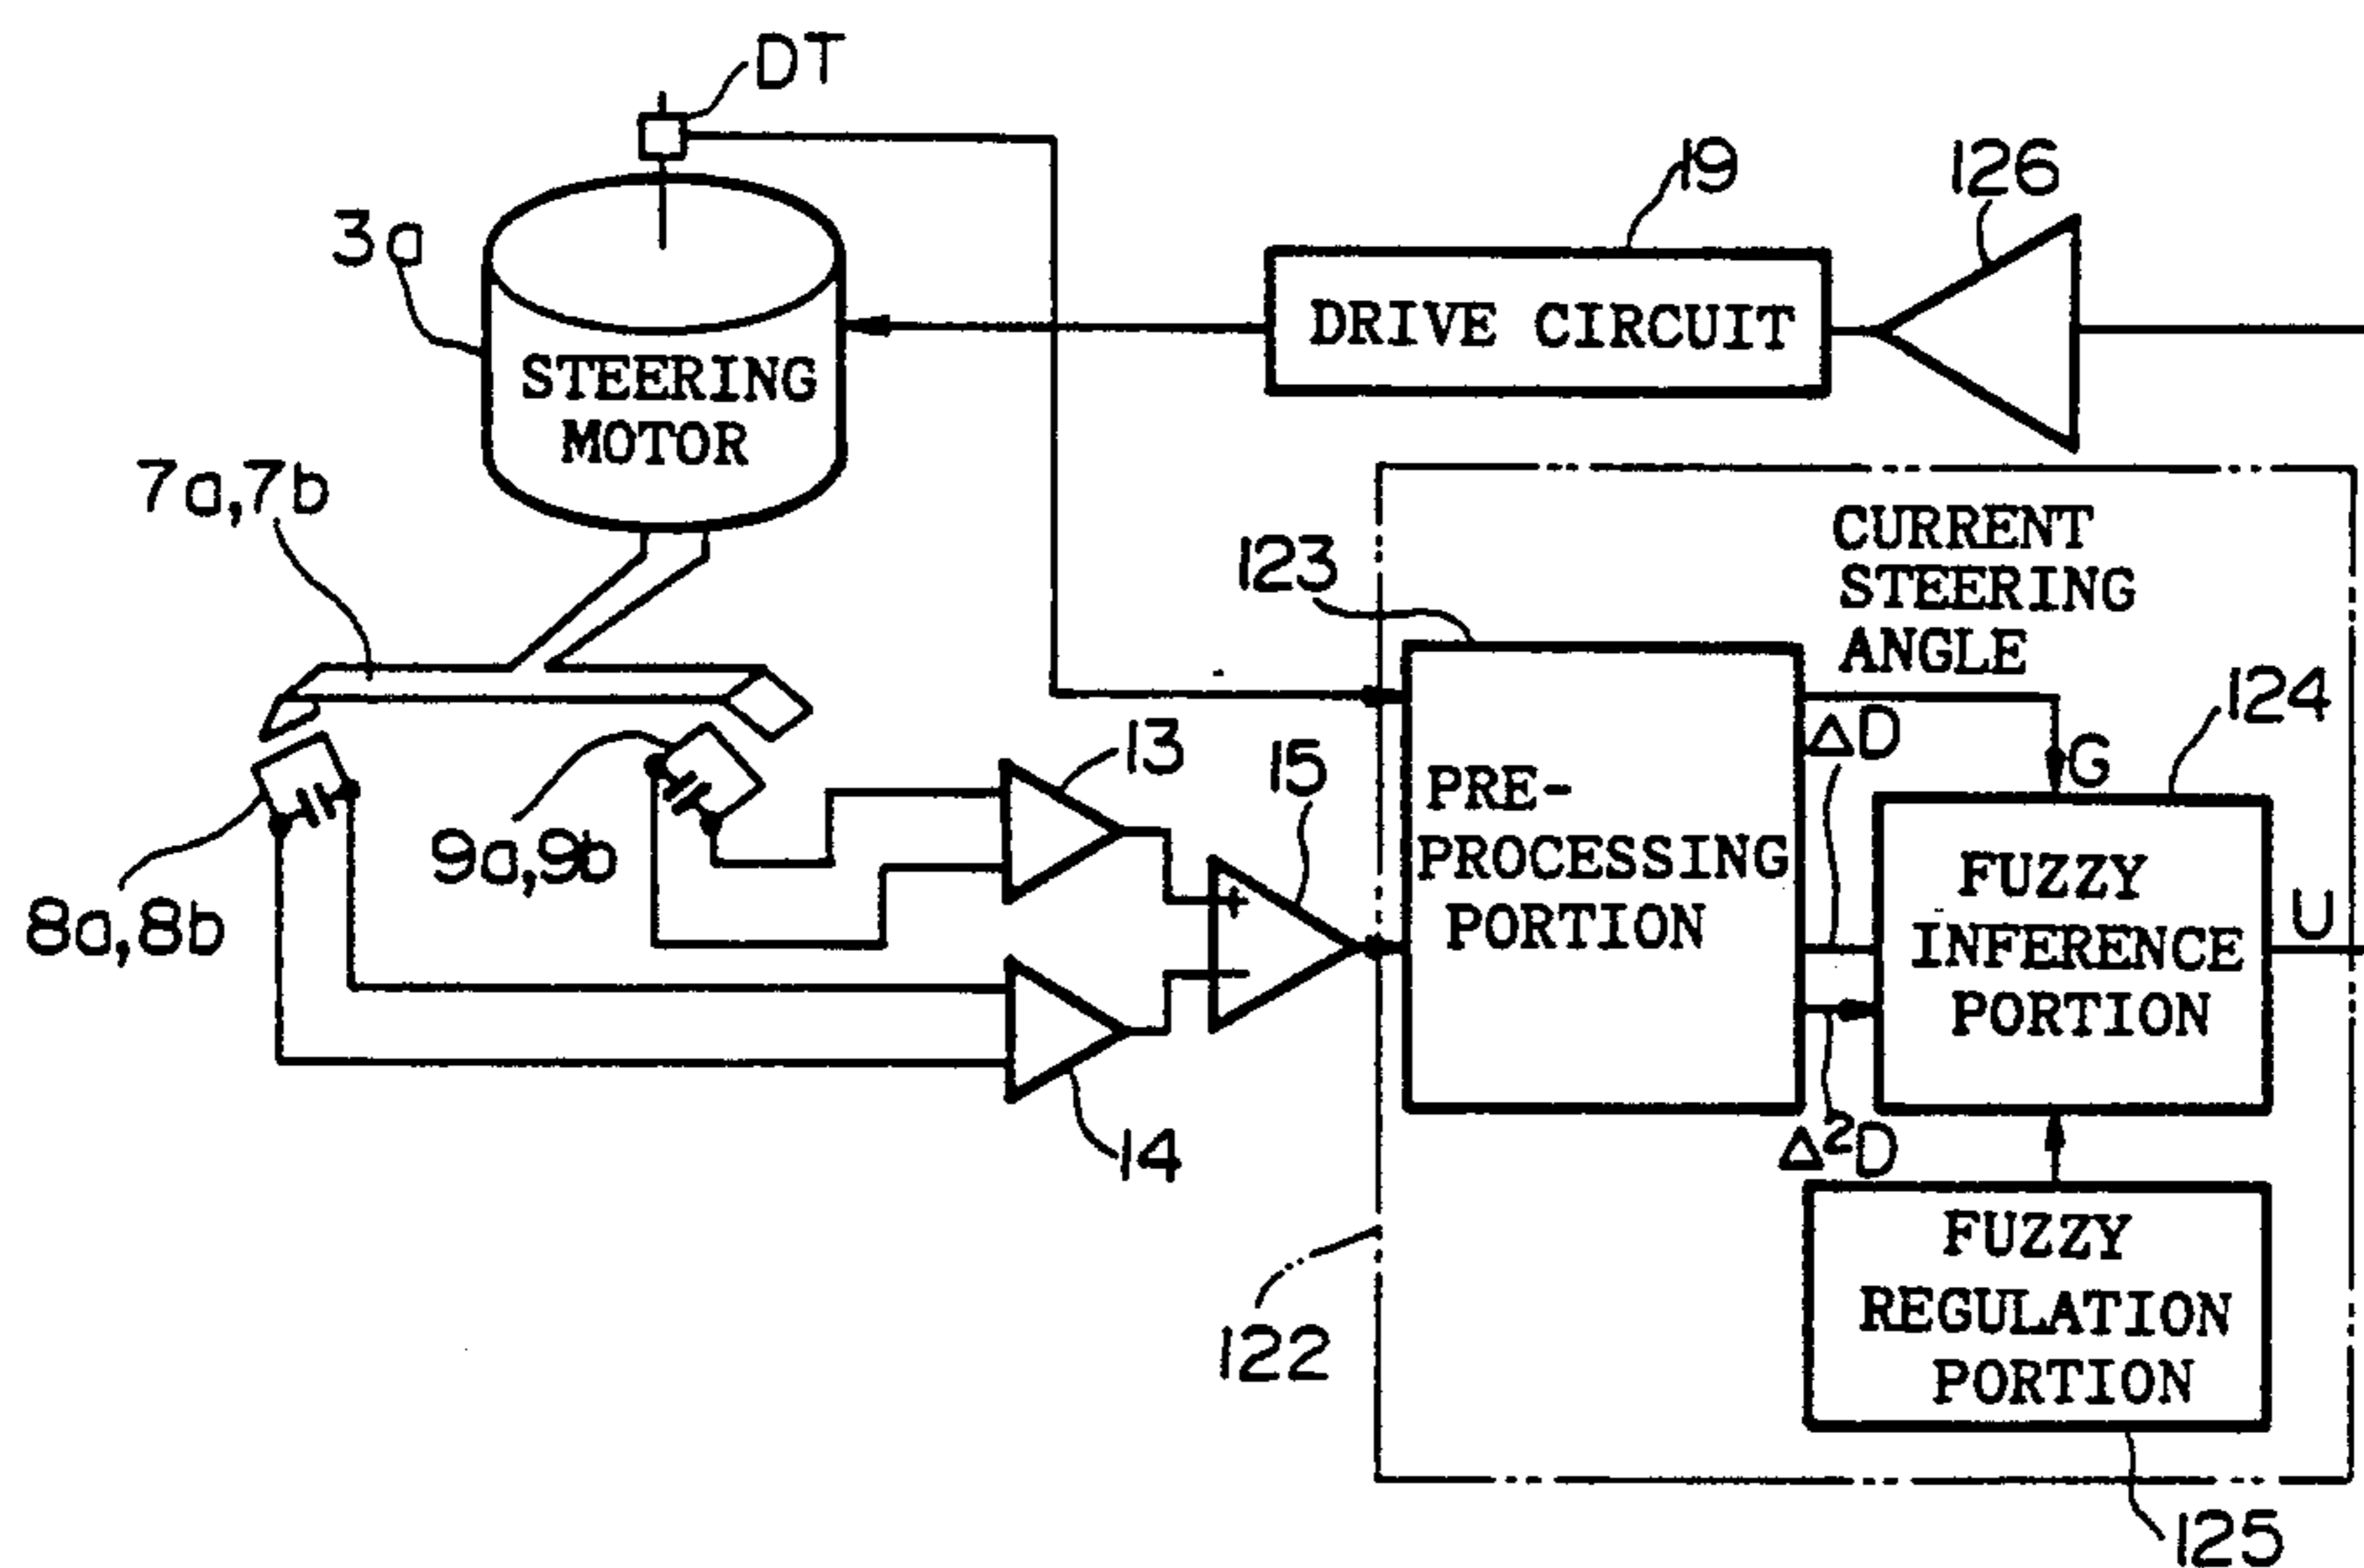 DT
19
126
3a
DRIVE CIRCUIT
STEERING
MOTOR
7a,7b
CURRENT
STEERING
ANGLE
123
124
ΔD
G
13
15
PRE-
PROCESSING
PORTION
9a,9b
8a,8b
+
−
FUZZY
INFERENCE
PORTION
U
14
Δ²D
122
FUZZY
REGULATION
PORTION
125